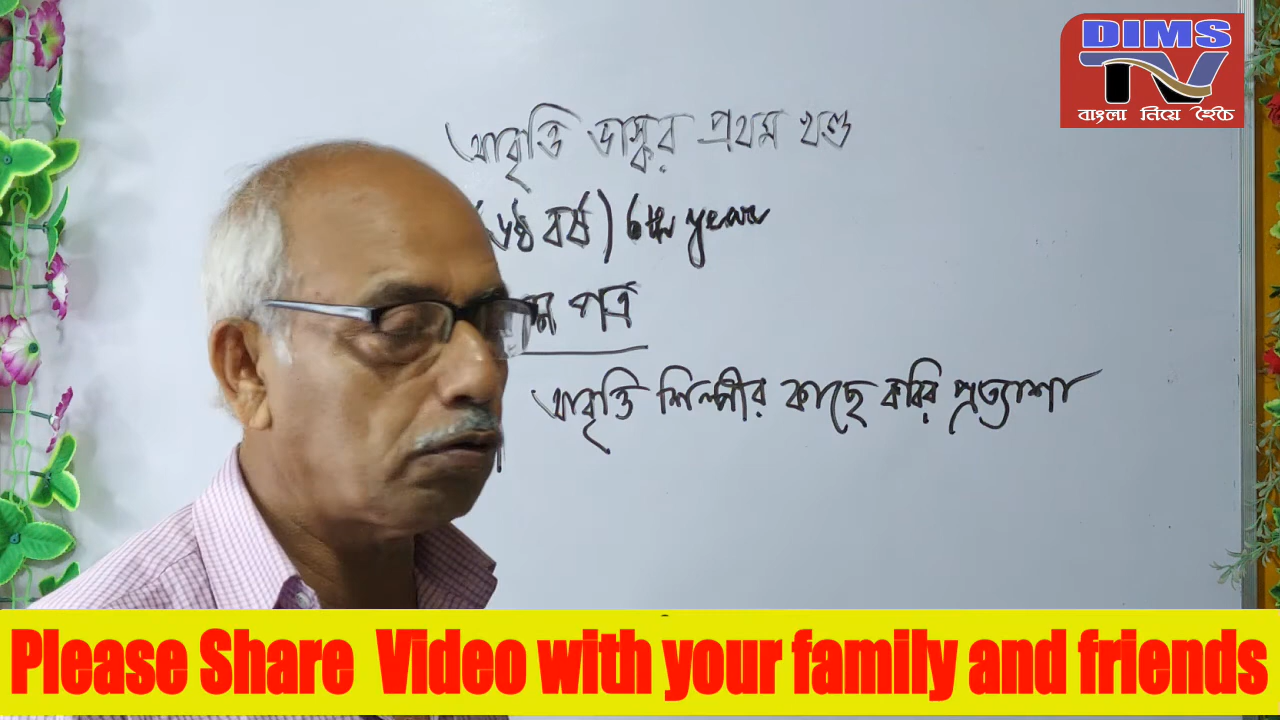 DIMS
TV
বাংলা নিয়ে হৈচৈ
আবৃত্তি ভাস্কর প্রথম খণ্ড
(৬ষ্ঠ বর্ষ) 6th year
পত্র
আবৃত্তি শিল্পীর কাছে কবির প্রত্যাশা
Please Share Video with your family and friends